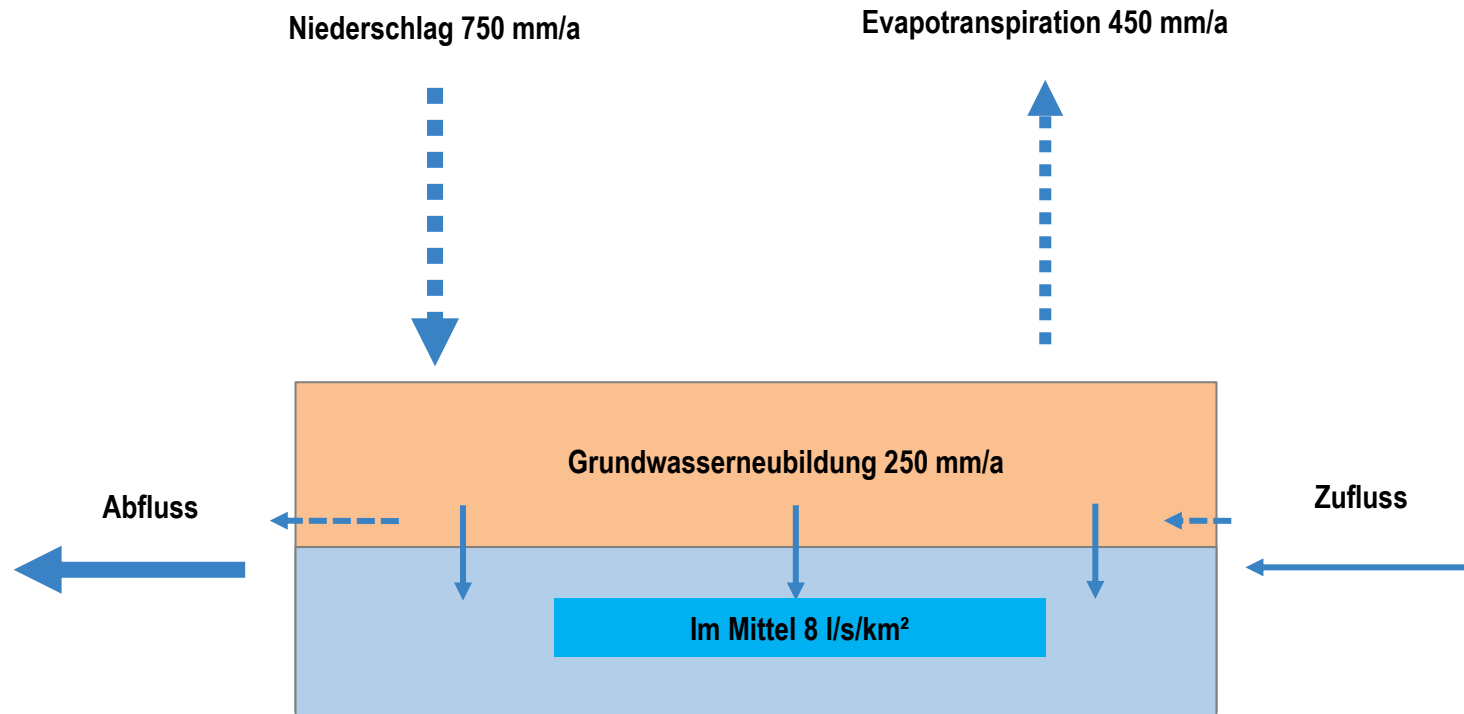 Niederschlag 750 mm/a
Evapotranspiration 450 mm/a
Grundwasserneubildung 250 mm/a
Abfluss
Zufluss
Im Mittel 8 l/s/km²